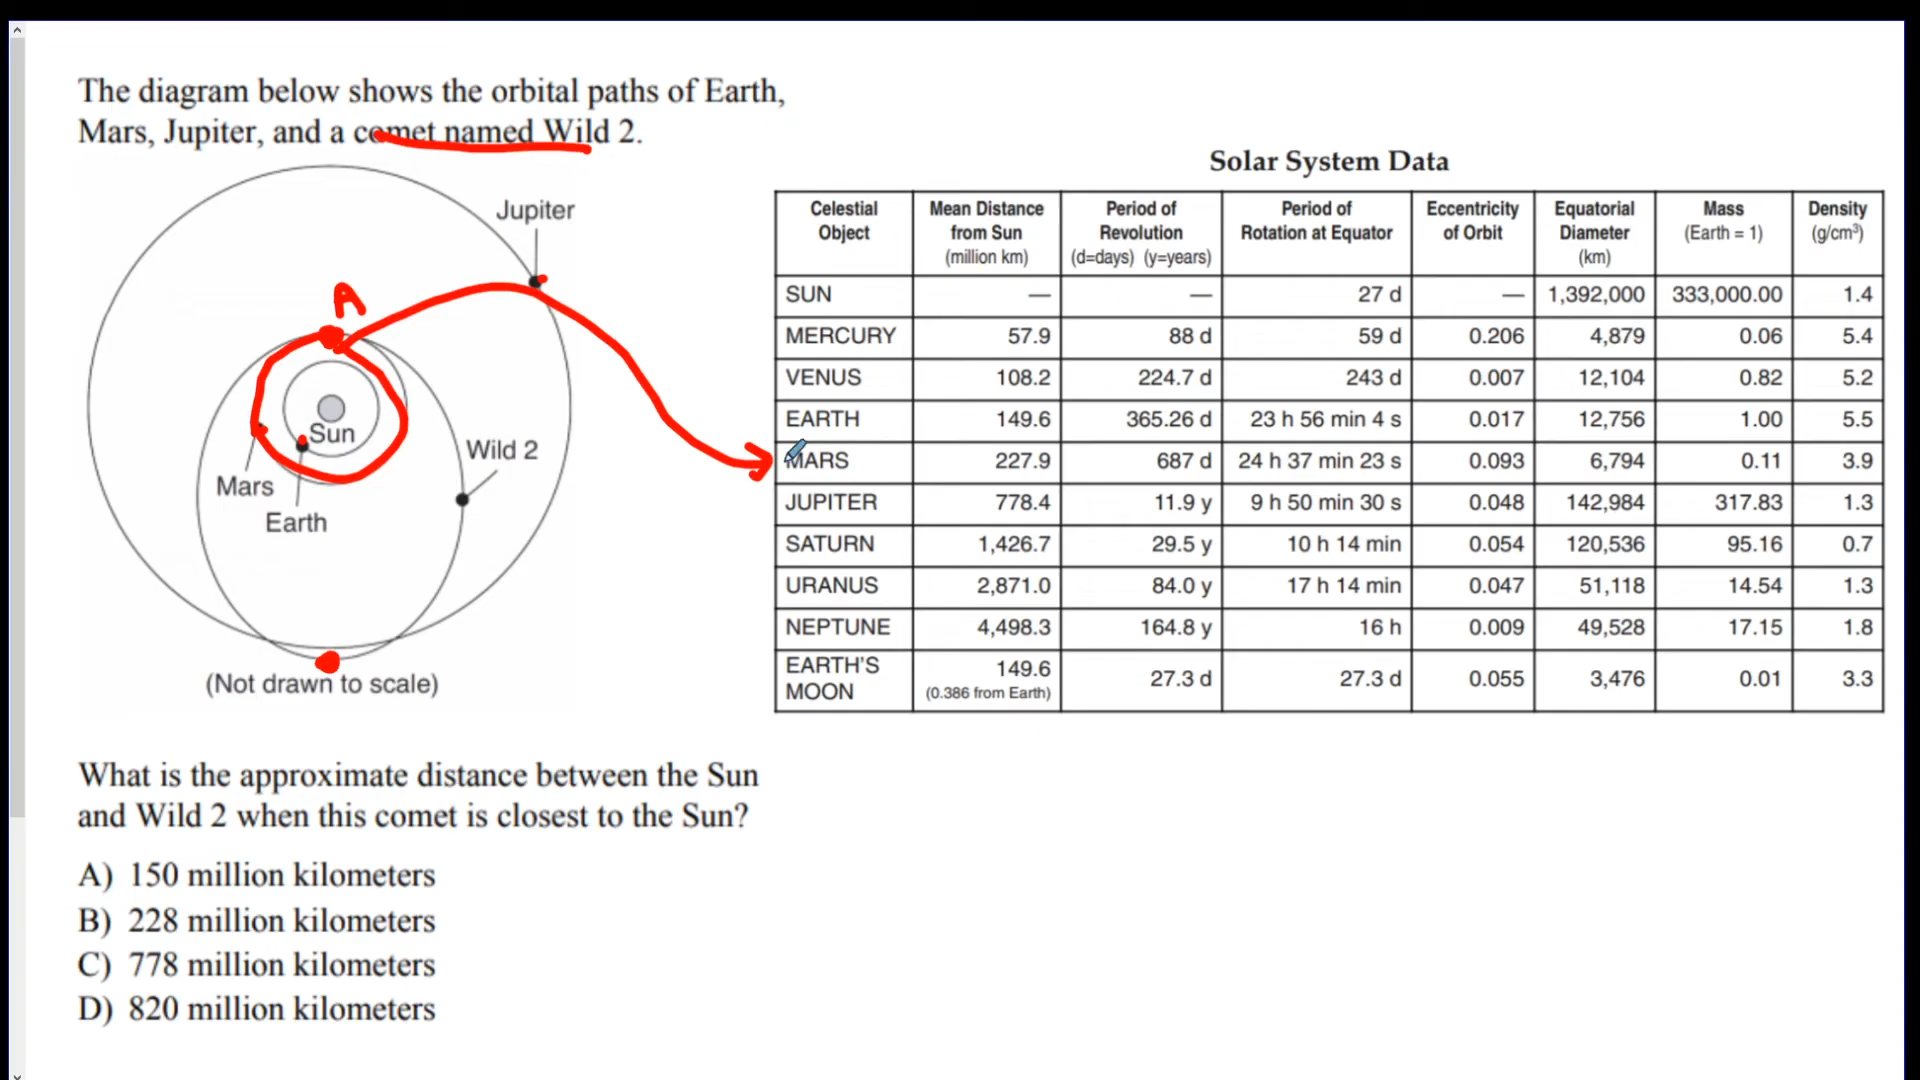 The diagram below shows the orbital paths of Earth,
Mars, Jupiter, and a comet named Wild 2.
Jupiter
A
Sun
Wild 2
Mars
Earth
(Not drawn to scale)
Solar System Data
Celestial Object | Mean Distance from Sun (million km) | Period of Revolution (d=days) (y=years) | Period of Rotation at Equator | Eccentricity of Orbit | Equatorial Diameter (km) | Mass (Earth = 1) | Density (g/cm³)
SUN | — | — | 27 d | — | 1,392,000 | 333,000.00 | 1.4
MERCURY | 57.9 | 88 d | 59 d | 0.206 | 4,879 | 0.06 | 5.4
VENUS | 108.2 | 224.7 d | 243 d | 0.007 | 12,104 | 0.82 | 5.2
EARTH | 149.6 | 365.26 d | 23 h 56 min 4 s | 0.017 | 12,756 | 1.00 | 5.5
MARS | 227.9 | 687 d | 24 h 37 min 23 s | 0.093 | 6,794 | 0.11 | 3.9
JUPITER | 778.4 | 11.9 y | 9 h 50 min 30 s | 0.048 | 142,984 | 317.83 | 1.3
SATURN | 1,426.7 | 29.5 y | 10 h 14 min | 0.054 | 120,536 | 95.16 | 0.7
URANUS | 2,871.0 | 84.0 y | 17 h 14 min | 0.047 | 51,118 | 14.54 | 1.3
NEPTUNE | 4,498.3 | 164.8 y | 16 h | 0.009 | 49,528 | 17.15 | 1.8
EARTH'S MOON | 149.6 (0.386 from Earth) | 27.3 d | 27.3 d | 0.055 | 3,476 | 0.01 | 3.3
What is the approximate distance between the Sun
and Wild 2 when this comet is closest to the Sun?
A) 150 million kilometers
B) 228 million kilometers
C) 778 million kilometers
D) 820 million kilometers